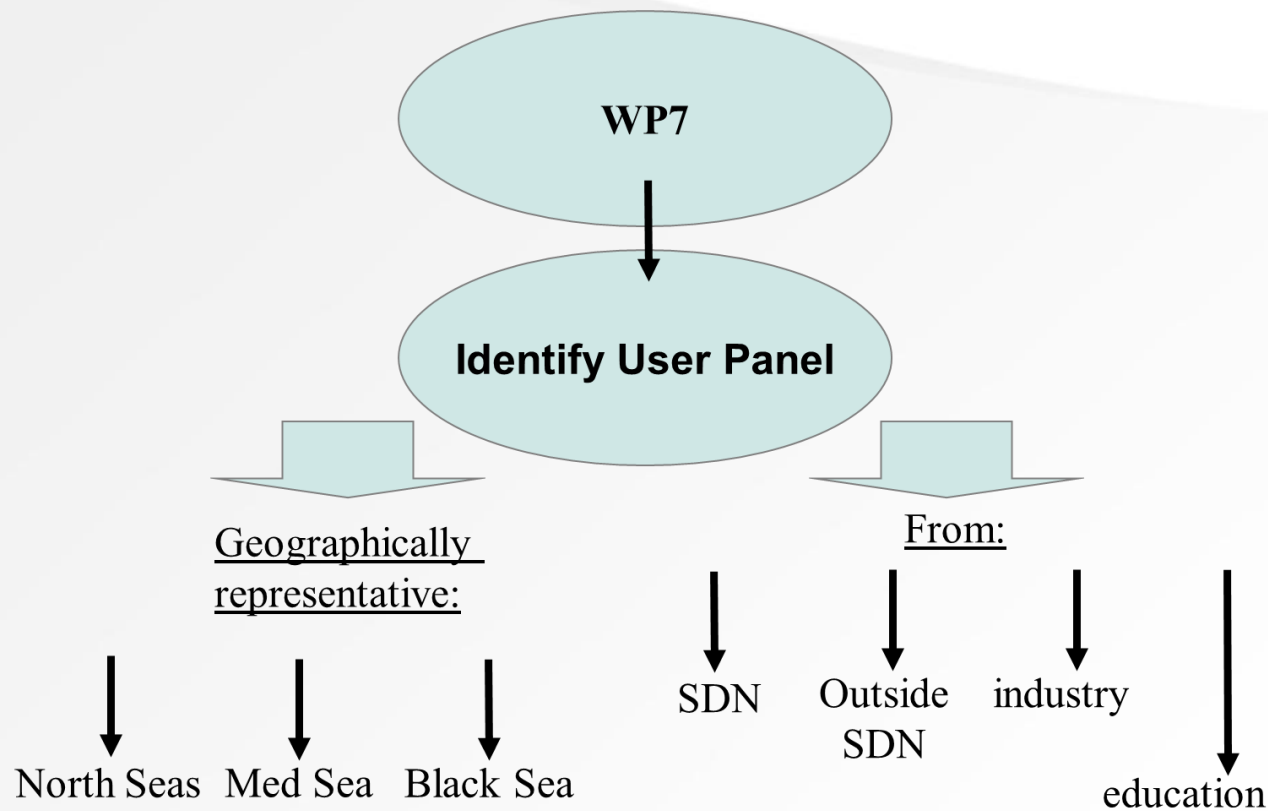 WP7
Identify User Panel
Geographically
representative:
North Seas
Med Sea
Black Sea
From:
SDN
Outside
SDN
industry
education